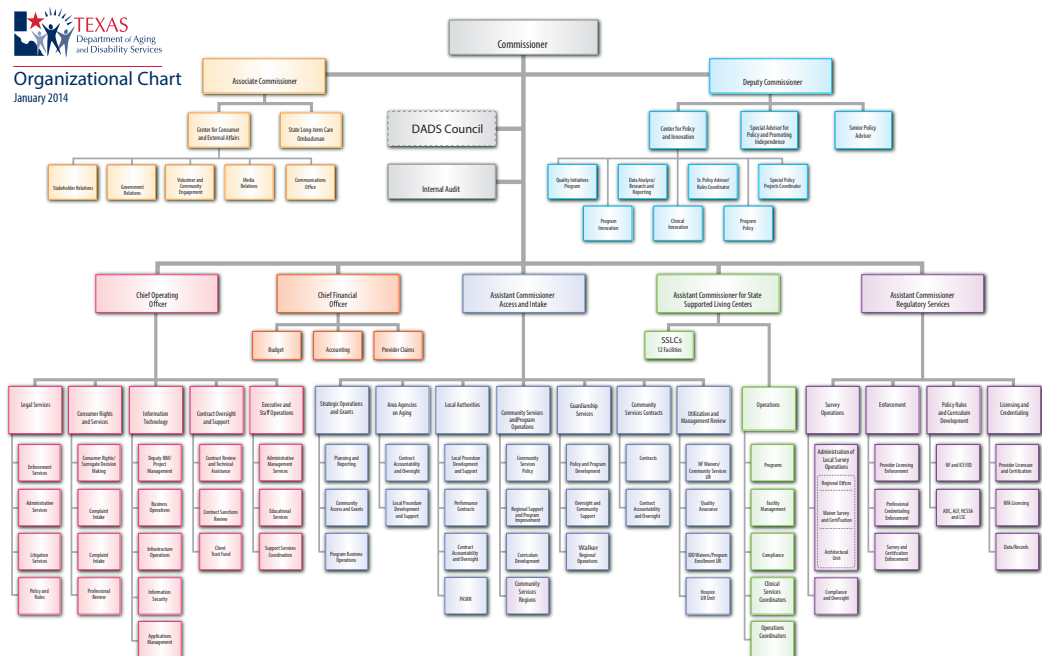 TEXAS
Department of Aging
and Disability Services
Organizational Chart
January 2014
Commissioner
Associate Commissioner
Deputy Commissioner
Center for Consumer
and External Affairs
State Long-term Care
Ombudsman
DADS Council
Center for Policy
and Innovation
Special Advisor for
Policy and Promoting
Independence
Senior Policy
Advisor
Stakeholder Relations
Government
Relations
Volunteer and
Community
Engagement
Media
Relations
Communications
Office
Internal Audit
Quality Initiatives
Program
Data Analysis/
Research and
Reporting
Sr. Policy Advisor/
Rules Coordinator
Special Policy
Projects Coordinator
Program
Innovation
Clinical
Innovation
Program
Policy
Chief Operating
Officer
Chief Financial
Officer
Assistant Commissioner
Access and Intake
Assistant Commissioner for State
Supported Living Centers
Assistant Commissioner
Regulatory Services
Budget
Accounting
Provider Claims
SSLCs
12 Facilities
Legal Services
Consumer Rights
and Services
Information
Technology
Contract Oversight
and Support
Executive and
Staff Operations
Strategic Operations
and Grants
Area Agencies
on Aging
Local Authorities
Community Services
and Program
Operations
Guardianship
Services
Community
Services Contracts
Utilization and
Management Review
Operations
Survey
Operations
Enforcement
Policy Rules
and Curriculum
Development
Licensing and
Credentialing
Enforcement
Services
Consumer Rights/
Surrogate Decision
Making
Deputy IRM/
Project
Management
Contract Review
and Technical
Assistance
Administrative
Management
Services
Planning and
Reporting
Contract
Accountability
and Oversight
Local Procedure
Development
and Support
Community
Services
Policy
Policy and Program
Development
Contracts
NF Waivers/
Community Services
UR
Programs
Administration of
Local Survey
Operations
Regional Offices
Waiver Survey
and Certification
Architectural
Unit
Provider Licensing
Enforcement
NF and ICF/IID
Provider Licensure
and Certification
Administrative
Services
Complaint
Intake
Business
Operations
Contract Sanctions
Review
Educational
Services
Community
Access and Grants
Local Procedure
Development
and Support
Performance
Contracts
Regional Support
and Program
Improvement
Oversight and
Community
Support
Contract
Accountability
and Oversight
Quality
Assurance
Facility
Management
Professional
Credentialing
Enforcement
ADC, ALF, HCSSA
and LSC
NFA Licensing
Litigation
Services
Complaint
Intake
Infrastructure
Operations
Client
Trust Fund
Support Services
Coordination
Program Business
Operations
Contract
Accountability
and Oversight
Curriculum
Development
Walker
Regional
Operations
IDD Waivers/Program
Enrollment UR
Compliance
Survey and
Certification
Enforcement
Data/Records
Policy and
Rules
Professional
Review
Information
Security
PASRR
Community
Services
Regions
Hospice
UR Unit
Clinical
Services
Coordinators
Compliance
and Oversight
Applications
Management
Operations
Coordinators